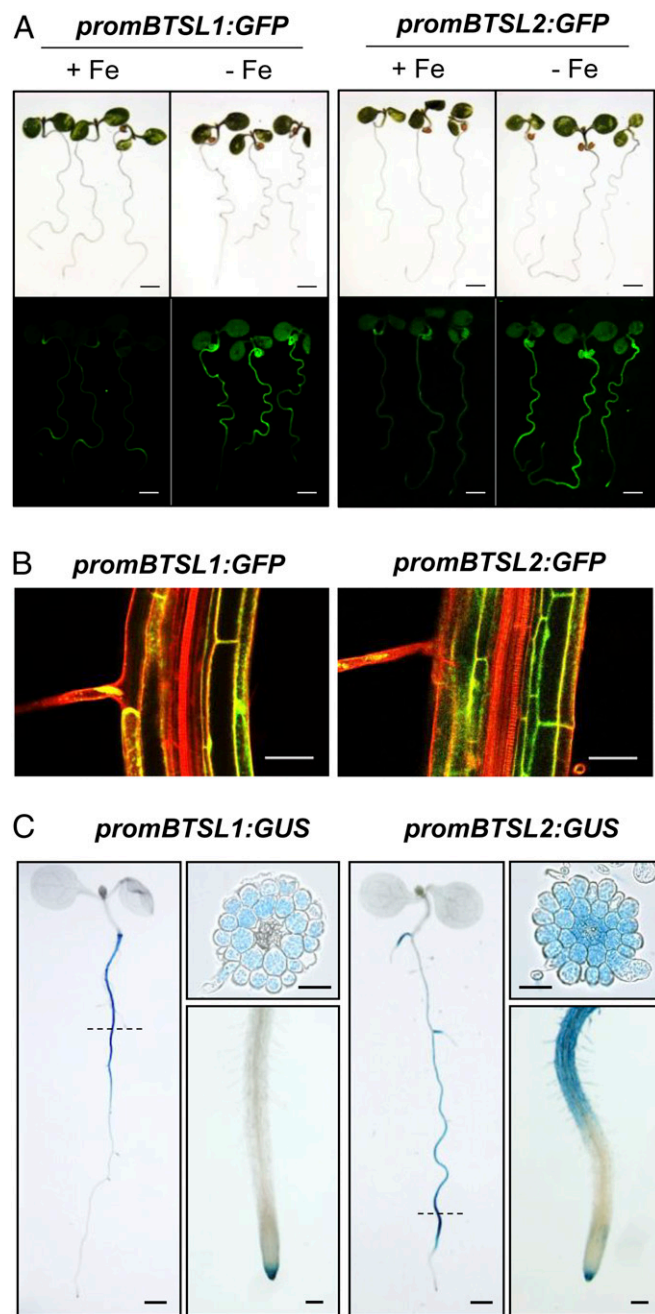 A
promBTSL1:GFP promBTSL2:GFP
+ Fe - Fe + Fe - Fe
B
promBTSL1:GFP promBTSL2:GFP
C
promBTSL1:GUS promBTSL2:GUS